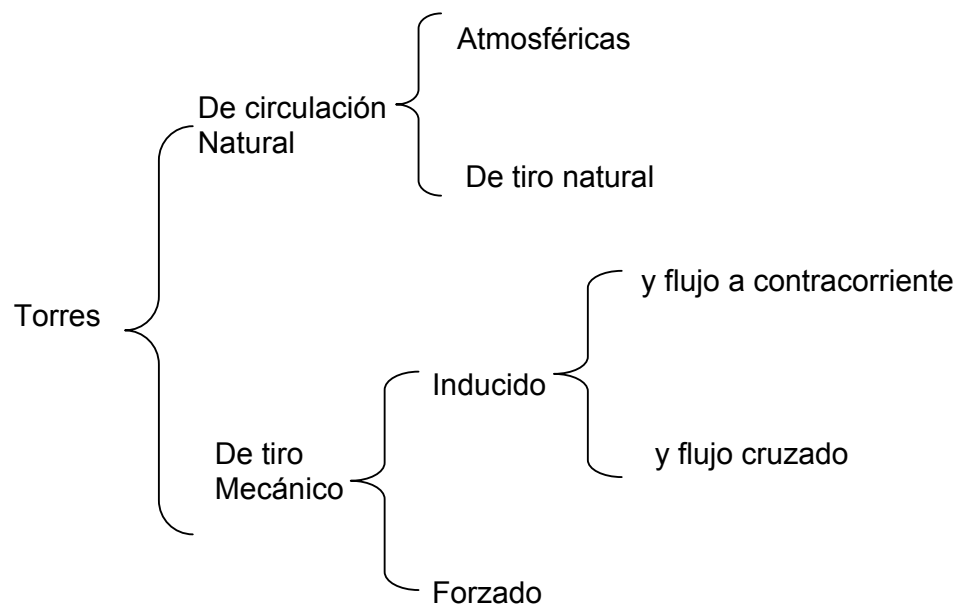 Torres
De circulación
Natural
Atmosféricas
De tiro natural
De tiro
Mecánico
Inducido
y flujo a contracorriente
y flujo cruzado
Forzado